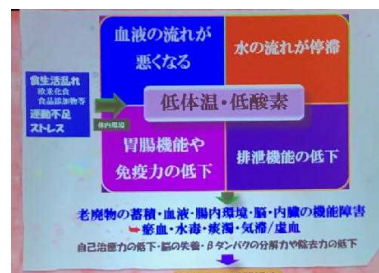 血液の流れが
悪くなる
水の流れが停滞
食生活乱れ
欧米化食
食品添加物等
運動不足
ストレス
体内環境
低体温・低酸素
胃腸機能や
免疫力の低下
排泄機能の低下
老廃物の蓄積・血液・腸内環境・脳・内臓の機能障害
瘀血・水毒・痰濁・気滞/虚血
自己治癒力の低下・脳の失養・βタンパクの分解力や除去力の低下